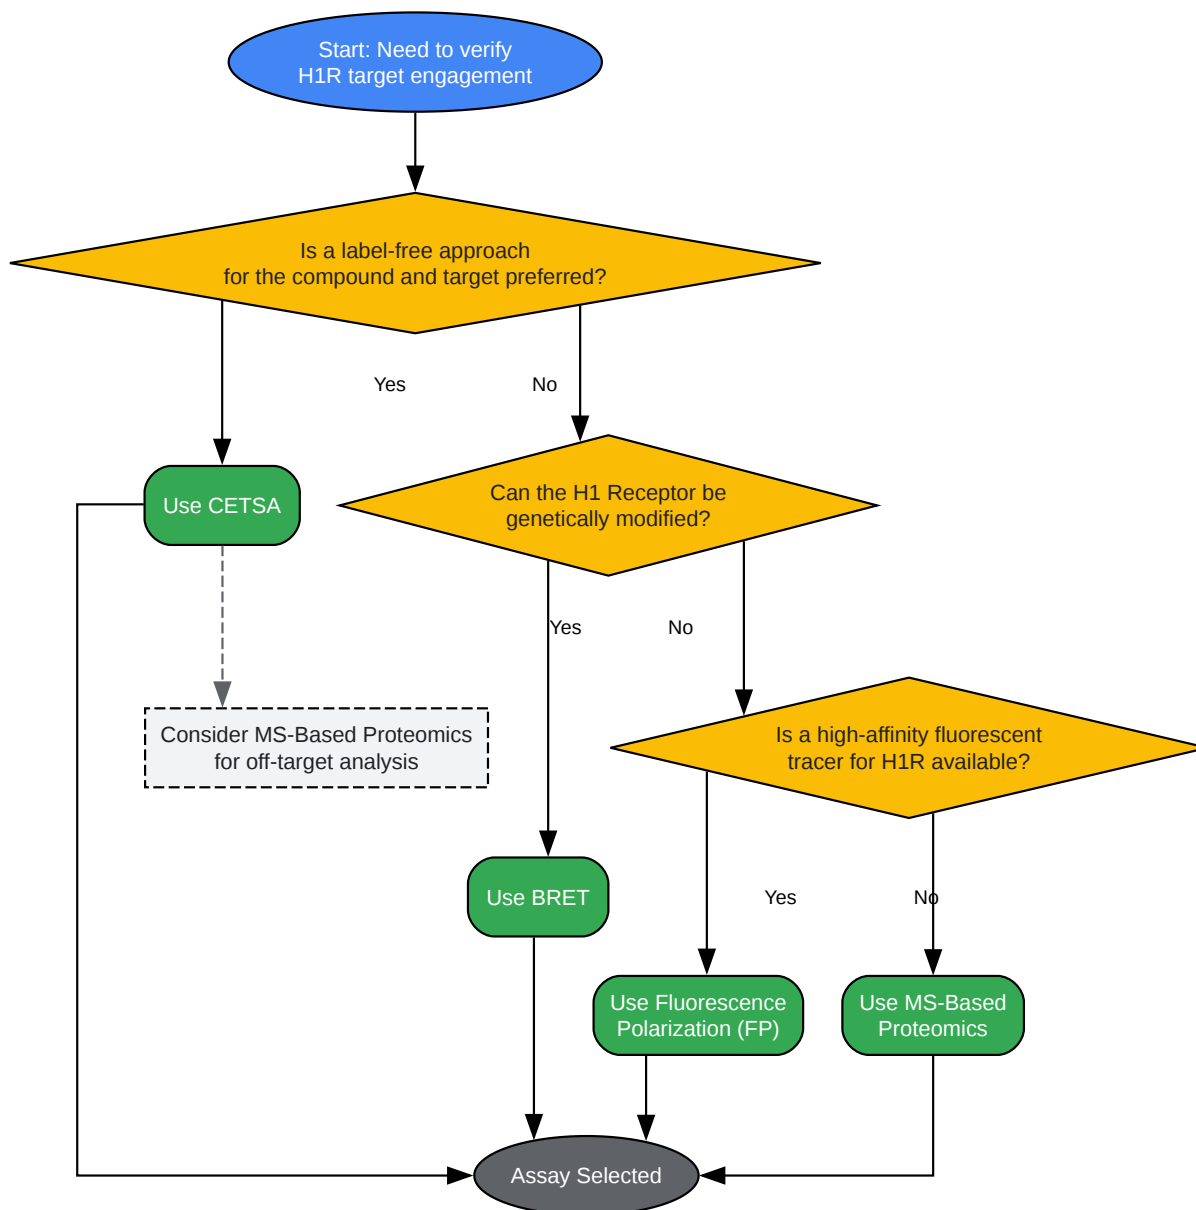 Start: Need to verify
H1R target engagement
Is a label-free approach
for the compound and target preferred?
Yes
No
Use CETSA
Can the H1 Receptor be
genetically modified?
Yes
No
Consider MS-Based Proteomics
for off-target analysis
Is a high-affinity fluorescent
tracer for H1R available?
Use BRET
Yes
No
Use Fluorescence
Polarization (FP)
Use MS-Based
Proteomics
Assay Selected